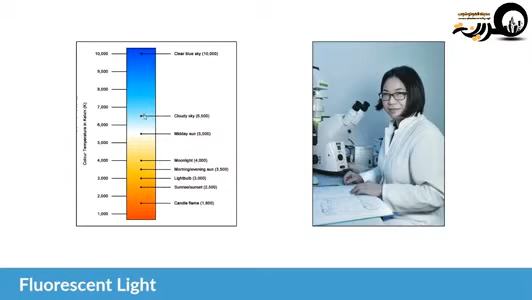 مدينة الفوتوشوب
Colour Temperature in Kelvin (K)
10,000
9,000
8,000
7,000
6,000
5,000
4,000
3,000
2,000
1,000
Clear blue sky (10,000)
Cloudy sky (6,500)
Midday sun (5,500)
Moonlight (4,000)
Morning/evening sun (3,500)
Lightbulb (3,000)
Sunrise/sunset (2,500)
Candle flame (1,800)
Fluorescent Light